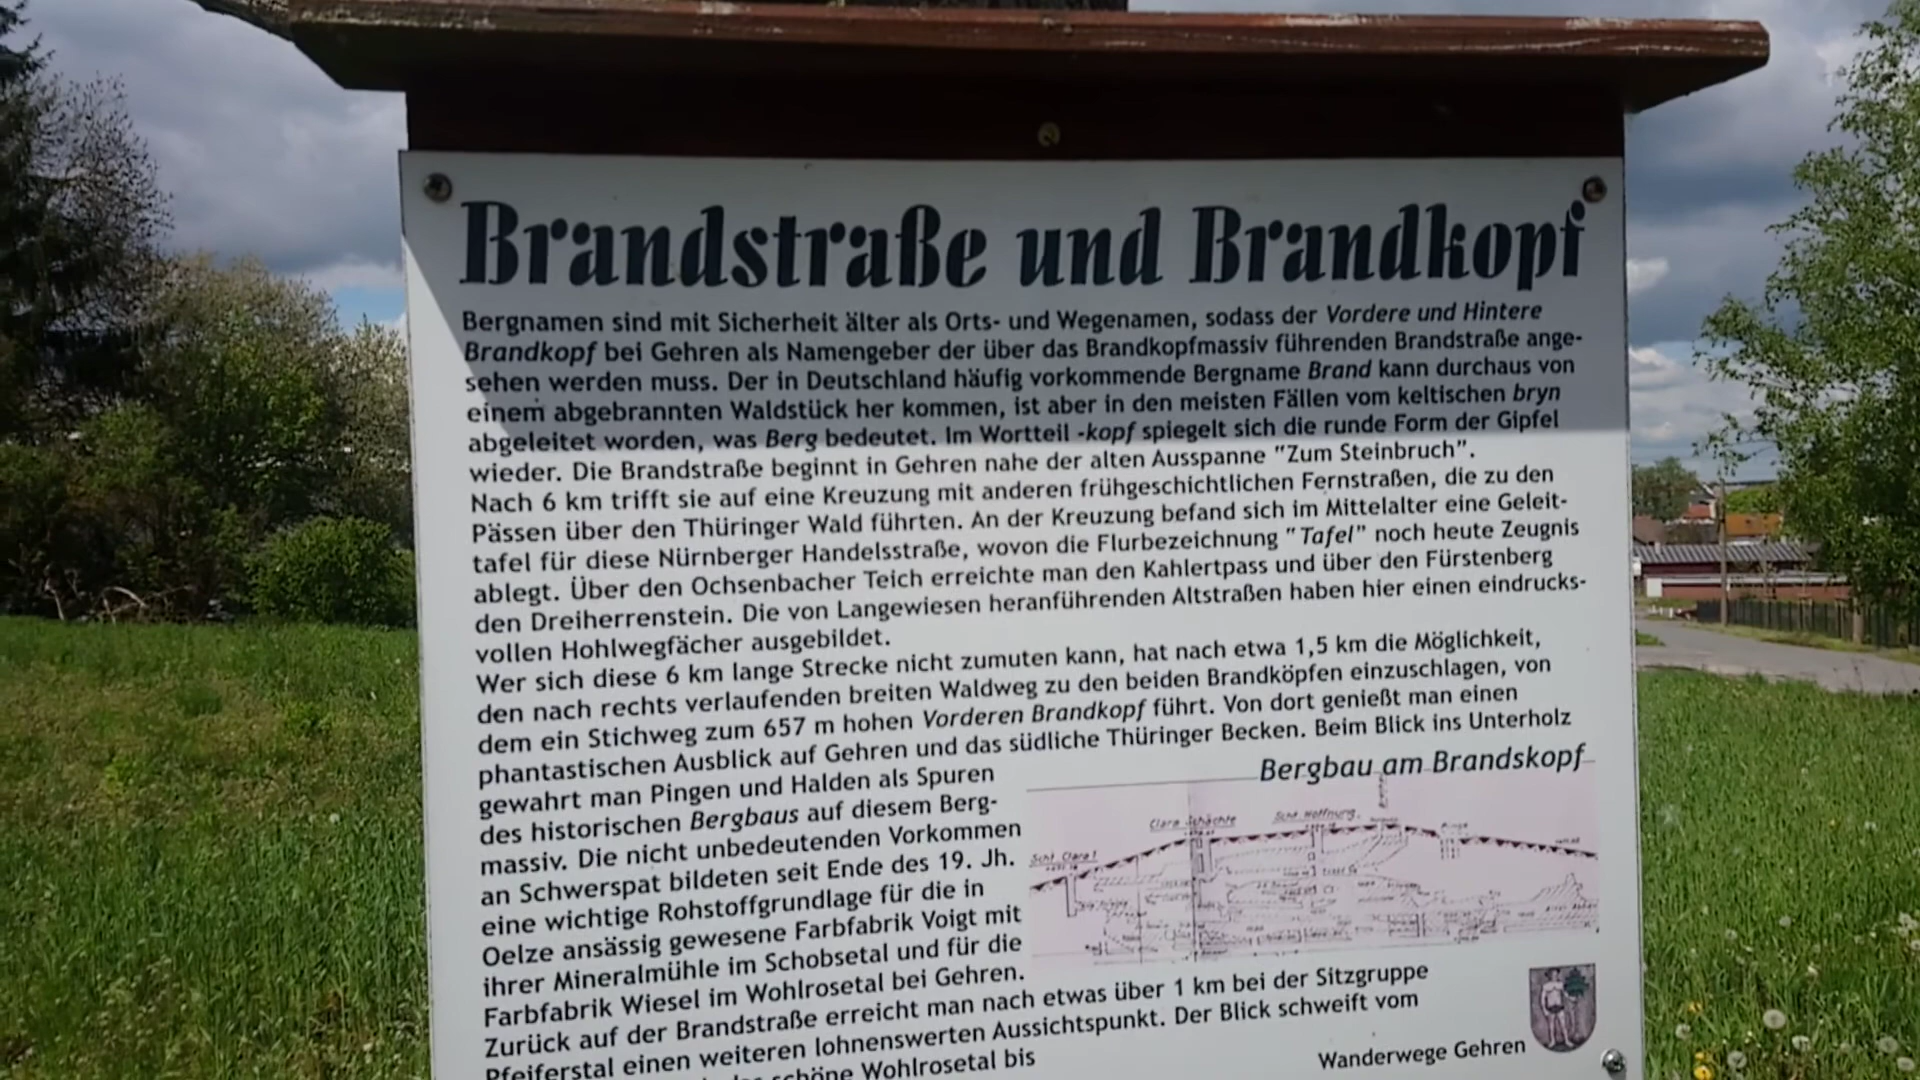 Brandstraße und Brandkopf
Bergnamen sind mit Sicherheit älter als Orts- und Wegenamen, sodass der Vordere und Hintere
Brandkopf bei Gehren als Namengeber der über das Brandkopfmassiv führenden Brandstraße ange-
sehen werden muss. Der in Deutschland häufig vorkommende Bergname Brand kann durchaus von
einem abgebrannten Waldstück her kommen, ist aber in den meisten Fällen vom keltischen bryn
abgeleitet worden, was Berg bedeutet. Im Wortteil -kopf spiegelt sich die runde Form der Gipfel
wieder. Die Brandstraße beginnt in Gehren nahe der alten Ausspanne "Zum Steinbruch".
Nach 6 km trifft sie auf eine Kreuzung mit anderen frühgeschichtlichen Fernstraßen, die zu den
Pässen über den Thüringer Wald führten. An der Kreuzung befand sich im Mittelalter eine Geleit-
tafel für diese Nürnberger Handelsstraße, wovon die Flurbezeichnung "Tafel" noch heute Zeugnis
ablegt. Über den Ochsenbacher Teich erreichte man den Kahlertpass und über den Fürstenberg
den Dreiherrenstein. Die von Langewiesen heranführenden Altstraßen haben hier einen eindrucks-
vollen Hohlwegfächer ausgebildet.
Wer sich diese 6 km lange Strecke nicht zumuten kann, hat nach etwa 1,5 km die Möglichkeit,
den nach rechts verlaufenden breiten Waldweg zu den beiden Brandköpfen einzuschlagen, von
dem ein Stichweg zum 657 m hohen Vorderen Brandkopf führt. Von dort genießt man einen
phantastischen Ausblick auf Gehren und das südliche Thüringer Becken. Beim Blick ins Unterholz
gewahrt man Pingen und Halden als Spuren
des historischen Bergbaus auf diesem Berg-
massiv. Die nicht unbedeutenden Vorkommen
an Schwerspat bildeten seit Ende des 19. Jh.
eine wichtige Rohstoffgrundlage für die in
Oelze ansässig gewesene Farbfabrik Voigt mit
ihrer Mineralmühle im Schobsetal und für die
Farbfabrik Wiesel im Wohlrosetal bei Gehren.
Bergbau am Brandskopf
Scht. Clara I
Clara Schächte
Scht. Hoffnung
Zurück auf der Brandstraße erreicht man nach etwas über 1 km bei der Sitzgruppe
Pfeiferstal einen weiteren lohnenswerten Aussichtspunkt. Der Blick schweift vom
schöne Wohlrosetal bis
Wanderwege Gehren